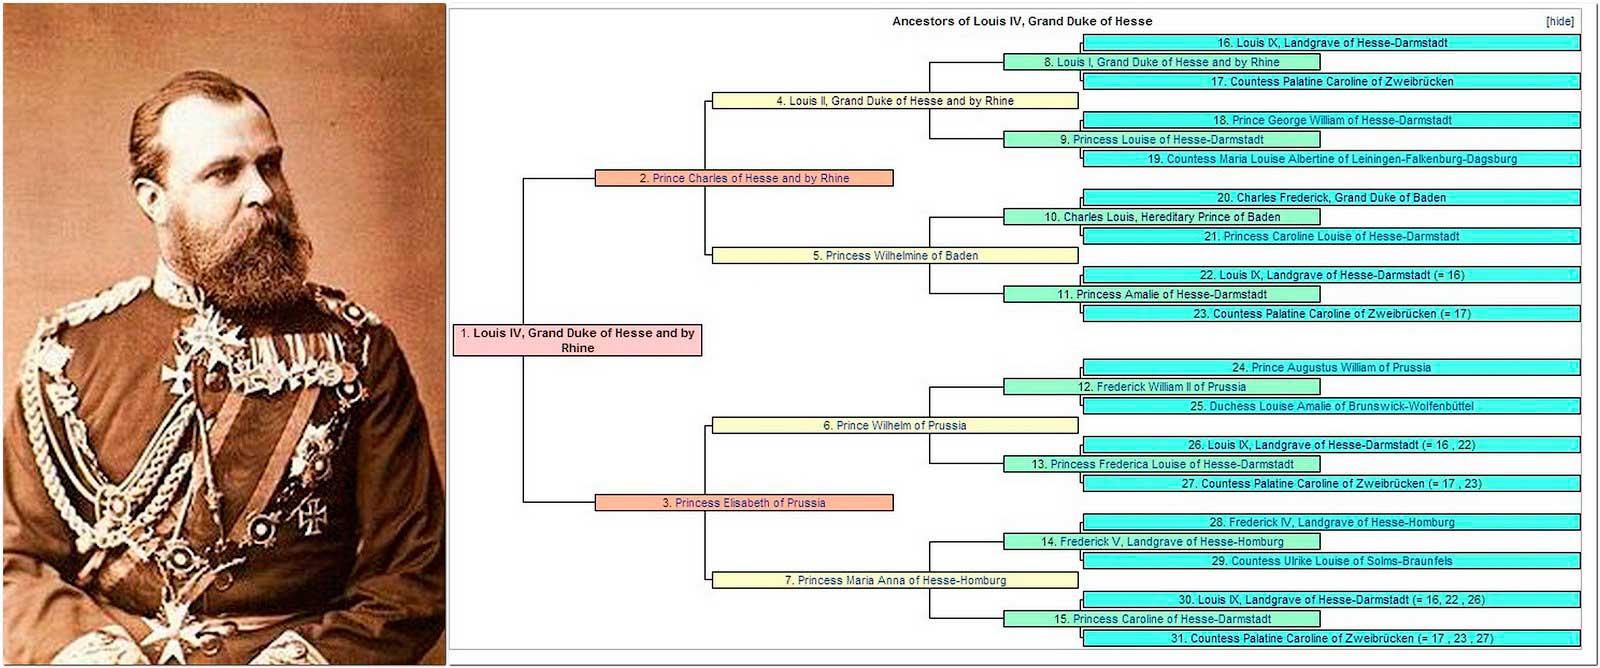 Ancestors of Louis IV, Grand Duke of Hesse
[hide]
16. Louis IX, Landgrave of Hesse-Darmstadt
8. Louis I, Grand Duke of Hesse and by Rhine
17. Countess Palatine Caroline of Zweibrücken
4. Louis II, Grand Duke of Hesse and by Rhine
18. Prince George William of Hesse-Darmstadt
9. Princess Louise of Hesse-Darmstadt
19. Countess Maria Louise Albertine of Leiningen-Falkenburg-Dagsburg
2. Prince Charles of Hesse and by Rhine
20. Charles Frederick, Grand Duke of Baden
10. Charles Louis, Hereditary Prince of Baden
21. Princess Caroline Louise of Hesse-Darmstadt
5. Princess Wilhelmine of Baden
22. Louis IX, Landgrave of Hesse-Darmstadt (= 16)
11. Princess Amalie of Hesse-Darmstadt
23. Countess Palatine Caroline of Zweibrücken (= 17)
1. Louis IV, Grand Duke of Hesse and by
Rhine
24. Prince Augustus William of Prussia
12. Frederick William II of Prussia
25. Duchess Louise Amalie of Brunswick-Wolfenbüttel
6. Prince Wilhelm of Prussia
26. Louis IX, Landgrave of Hesse-Darmstadt (= 16 , 22)
13. Princess Frederica Louise of Hesse-Darmstadt
27. Countess Palatine Caroline of Zweibrücken (= 17 , 23)
3. Princess Elisabeth of Prussia
28. Frederick IV, Landgrave of Hesse-Homburg
14. Frederick V, Landgrave of Hesse-Homburg
29. Countess Ulrike Louise of Solms-Braunfels
7. Princess Maria Anna of Hesse-Homburg
30. Louis IX, Landgrave of Hesse-Darmstadt (= 16, 22 , 26)
15. Princess Caroline of Hesse-Darmstadt
31. Countess Palatine Caroline of Zweibrücken (= 17 , 23 , 27)